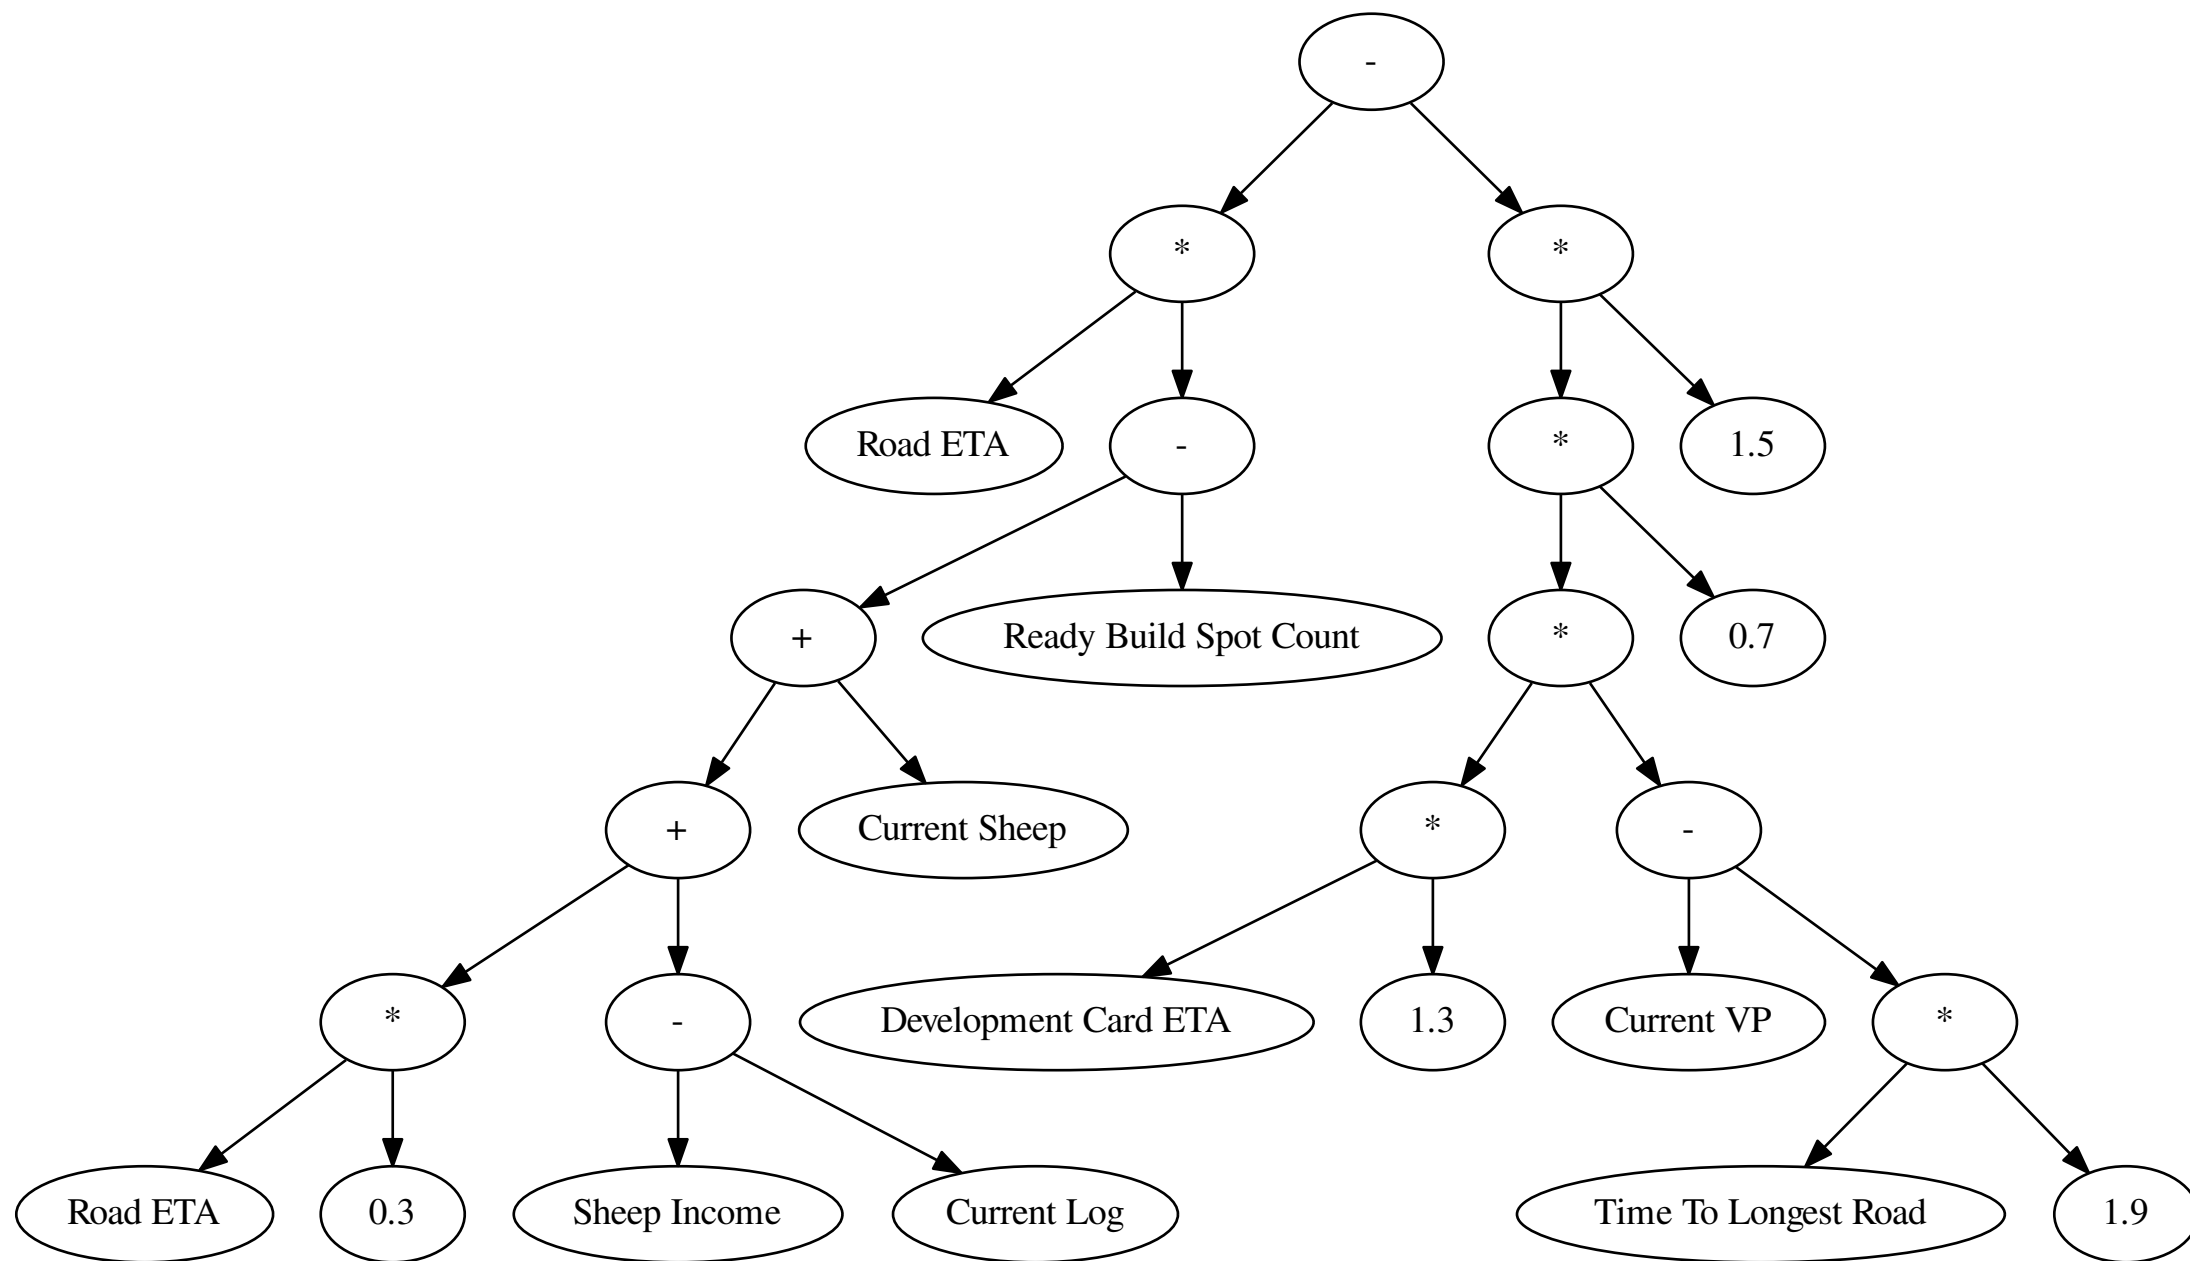 -
*
*
Road ETA
-
*
1.5
+
Ready Build Spot Count
*
0.7
+
Current Sheep
*
-
*
-
Development Card ETA
1.3
Current VP
*
Road ETA
0.3
Sheep Income
Current Log
Time To Longest Road
1.9